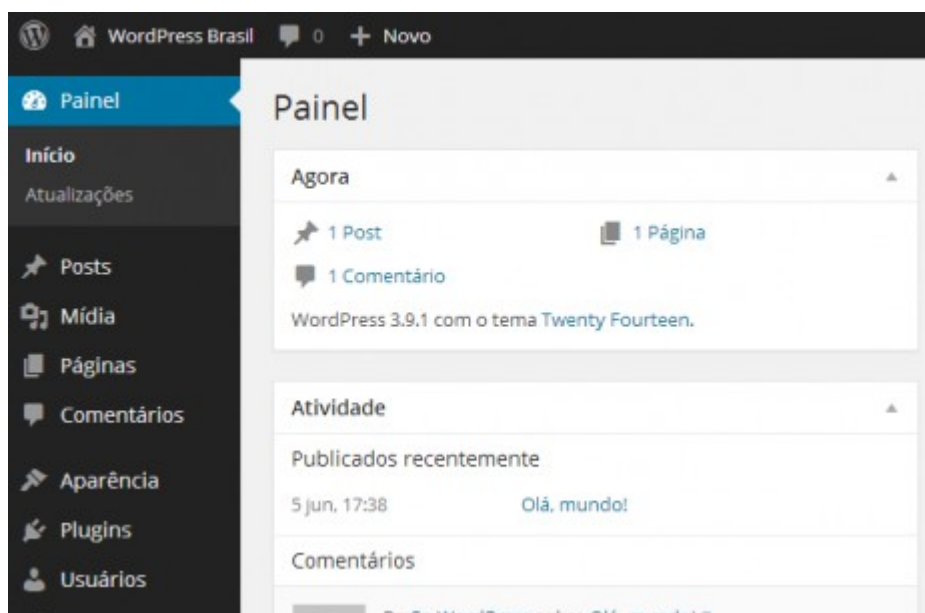 WordPress Brasil 0 + Novo
Painel
Início
Atualizações
Posts
Mídia
Páginas
Comentários
Aparência
Plugins
Usuários
Painel
Agora
1 Post 1 Página
1 Comentário
WordPress 3.9.1 com o tema Twenty Fourteen.
Atividade
Publicados recentemente
5 jun, 17:38 Olá, mundo!
Comentários